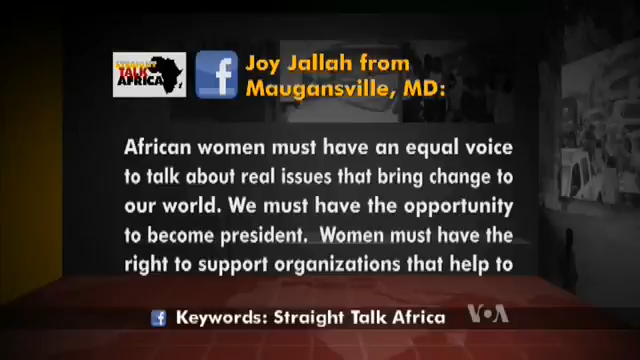 STRAIGHT
TALK
AFRICA
f
Joy Jallah from
Maugansville, MD:
African women must have an equal voice
to talk about real issues that bring change to
our world. We must have the opportunity
to become president. Women must have the
right to support organizations that help to
f Keywords: Straight Talk Africa
VOA